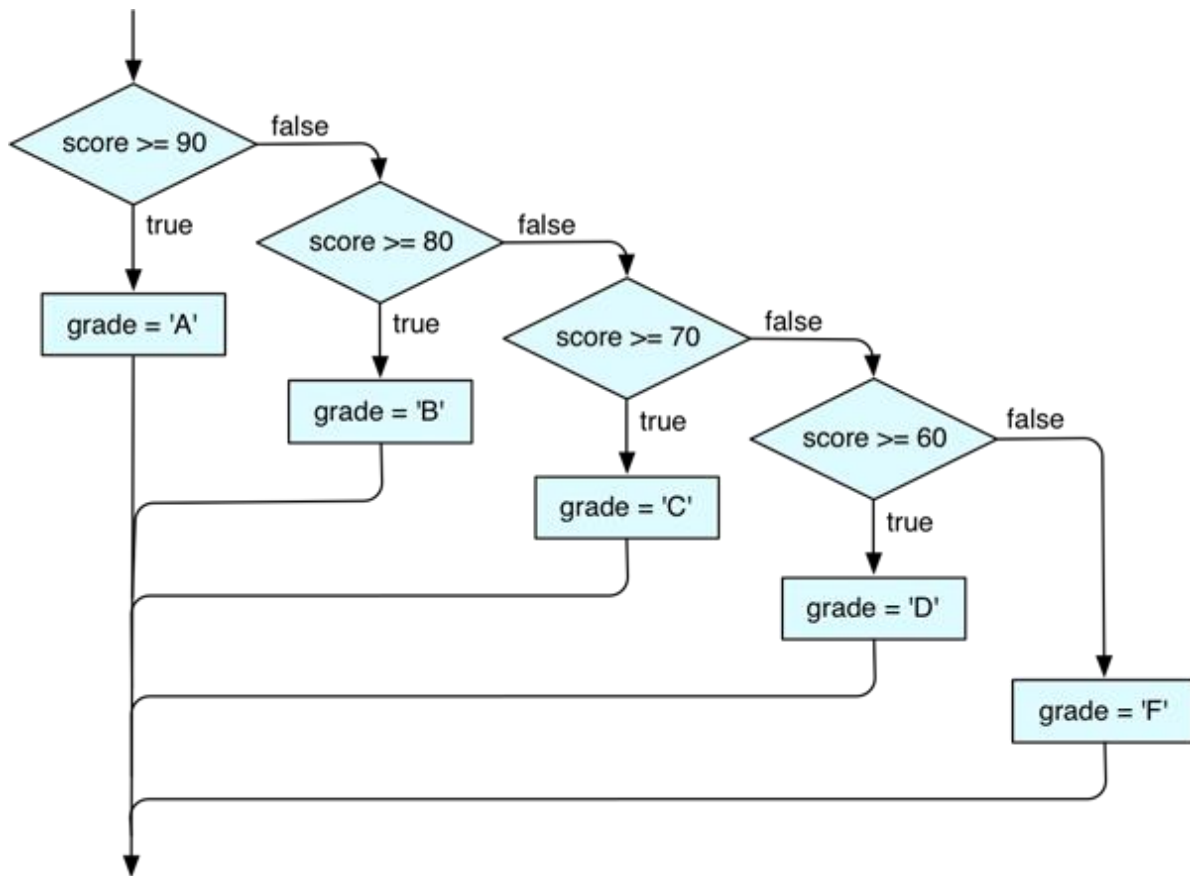 score >= 90
false
true
score >= 80
false
grade = 'A'
true
score >= 70
false
grade = 'B'
true
score >= 60
false
grade = 'C'
true
grade = 'D'
grade = 'F'